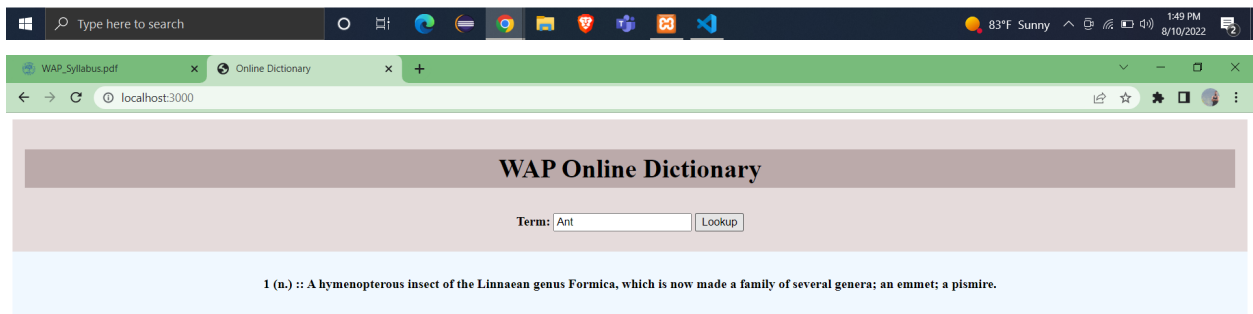 Type here to search
83°F Sunny
1:49 PM
8/10/2022
2
WAP_Syllabus.pdf
Online Dictionary
localhost:3000
WAP Online Dictionary
Term: Ant Lookup
1 (n.) :: A hymenopterous insect of the Linnaean genus Formica, which is now made a family of several genera; an emmet; a pismire.